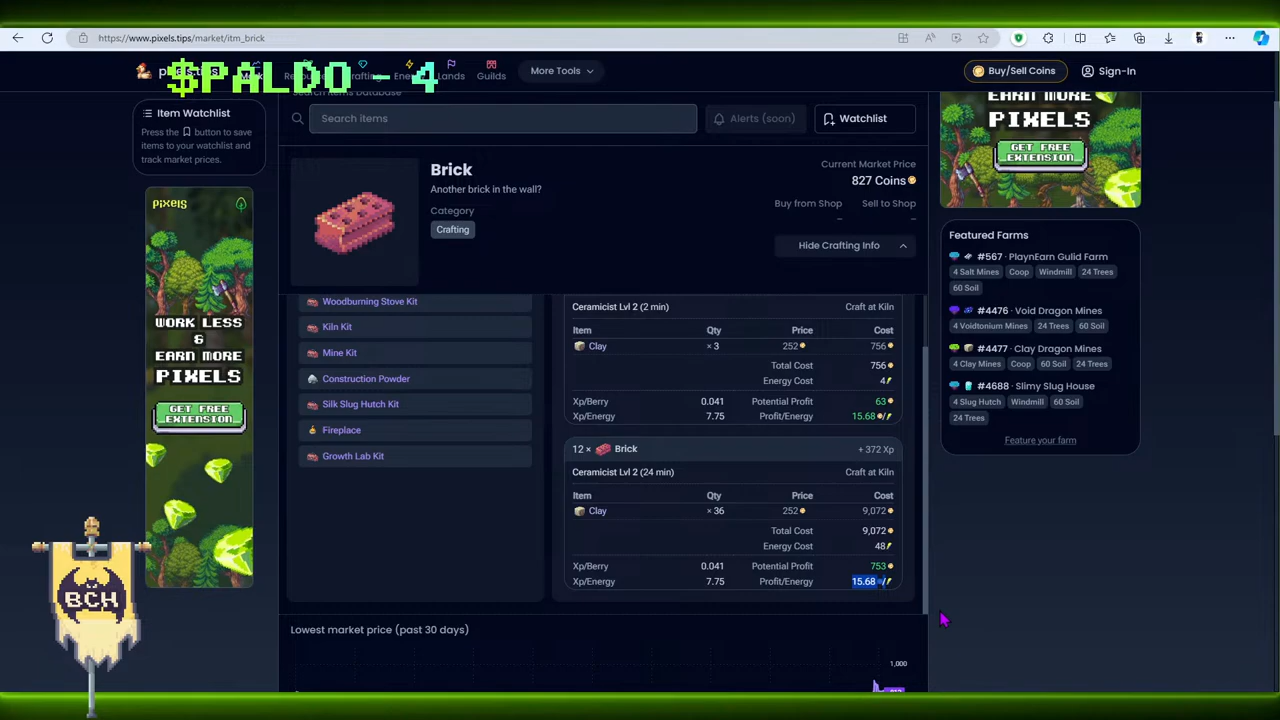 https://www.pixels.tips/market/itm_brick
$PALDO - 4
Lands
Guilds
More Tools
Buy/Sell Coins
Sign-In
Item Watchlist
Press the button to save
items to your watchlist and
track market prices.
Search items
Alerts (soon)
Watchlist
EARN MORE
PIXELS
GET FREE
EXTENSION
Brick
Another brick in the wall?
Category
Crafting
Current Market Price
827 Coins
Buy from Shop Sell to Shop
– –
Hide Crafting Info
pixels
WORK LESS
&
EARN MORE
PIXELS
GET FREE
EXTENSION
Woodburning Stove Kit
Kiln Kit
Mine Kit
Construction Powder
Silk Slug Hutch Kit
Fireplace
Growth Lab Kit
Ceramicist Lvl 2 (2 min) Craft at Kiln
Item Qty Price Cost
Clay × 3 252 756
Total Cost 756
Energy Cost 4
Xp/Berry 0.041 Potential Profit 63
Xp/Energy 7.75 Profit/Energy 15.68 /
12 × Brick + 372 Xp
Ceramicist Lvl 2 (24 min) Craft at Kiln
Item Qty Price Cost
Clay × 36 252 9,072
Total Cost 9,072
Energy Cost 48
Xp/Berry 0.041 Potential Profit 753
Xp/Energy 7.75 Profit/Energy 15.68 /
Featured Farms
#567 · PlaynEarn Guild Farm
4 Salt Mines Coop Windmill 24 Trees
60 Soil
#4476 · Void Dragon Mines
4 Voidtonium Mines 24 Trees 60 Soil
#4477 · Clay Dragon Mines
4 Clay Mines Coop 60 Soil 24 Trees
#4688 · Slimy Slug House
4 Slug Hutch Windmill 60 Soil
24 Trees
Feature your farm
BCH
Lowest market price (past 30 days)
1,000